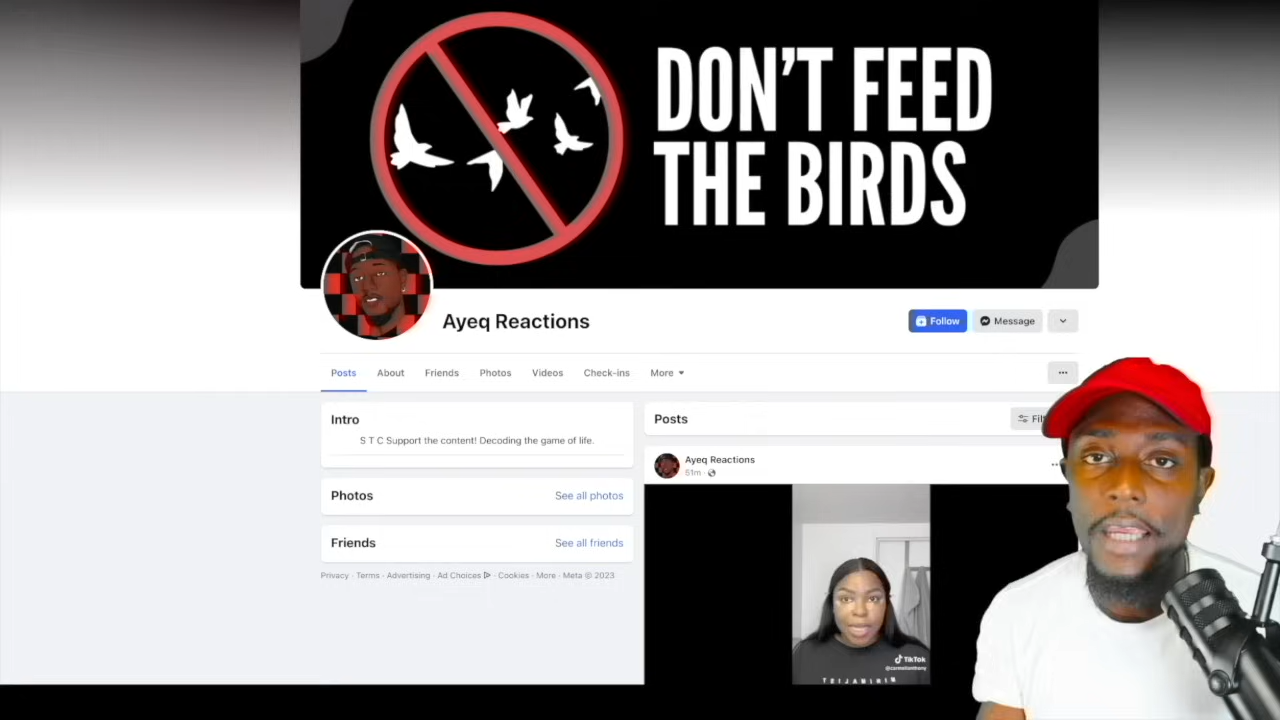 DON'T FEED
THE BIRDS
Ayeq Reactions
Follow
Message
Posts
About
Friends
Photos
Videos
Check-ins
More
Intro
S T C Support the content! Decoding the game of life.
Photos
See all photos
Friends
See all friends
Privacy · Terms · Advertising · Ad Choices · Cookies · More · Meta © 2023
Posts
Ayeq Reactions
51m
TikTok